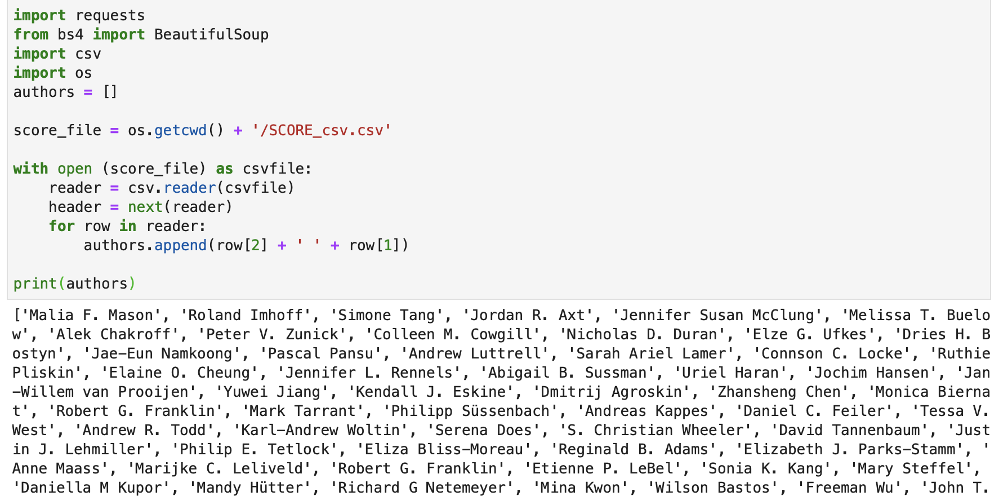 import requests
from bs4 import BeautifulSoup
import csv
import os
authors = []
score_file = os.getcwd() + '/SCORE_csv.csv'
with open (score_file) as csvfile:
    reader = csv.reader(csvfile)
    header = next(reader)
    for row in reader:
        authors.append(row[2] + ' ' + row[1])
print(authors)
['Malia F. Mason', 'Roland Imhoff', 'Simone Tang', 'Jordan R. Axt', 'Jennifer Susan McClung', 'Melissa T. Buelo
w', 'Alek Chakroff', 'Peter V. Zunick', 'Colleen M. Cowgill', 'Nicholas D. Duran', 'Elze G. Ufkes', 'Dries H. B
ostyn', 'Jae-Eun Namkoong', 'Pascal Pansu', 'Andrew Luttrell', 'Sarah Ariel Lamer', 'Connson C. Locke', 'Ruthie
Pliskin', 'Elaine O. Cheung', 'Jennifer L. Rennels', 'Abigail B. Sussman', 'Uriel Haran', 'Jochim Hansen', 'Jan
-Willem van Prooijen', 'Yuwei Jiang', 'Kendall J. Eskine', 'Dmitrij Agroskin', 'Zhansheng Chen', 'Monica Bierna
t', 'Robert G. Franklin', 'Mark Tarrant', 'Philipp Süssenbach', 'Andreas Kappes', 'Daniel C. Feiler', 'Tessa V.
West', 'Andrew R. Todd', 'Karl-Andrew Woltin', 'Serena Does', 'S. Christian Wheeler', 'David Tannenbaum', 'Just
in J. Lehmiller', 'Philip E. Tetlock', 'Eliza Bliss-Moreau', 'Reginald B. Adams', 'Elizabeth J. Parks-Stamm', '
Anne Maass', 'Marijke C. Leliveld', 'Robert G. Franklin', 'Etienne P. LeBel', 'Sonia K. Kang', 'Mary Steffel',
'Daniella M Kupor', 'Mandy Hütter', 'Richard G Netemeyer', 'Mina Kwon', 'Wilson Bastos', 'Freeman Wu', 'John T.